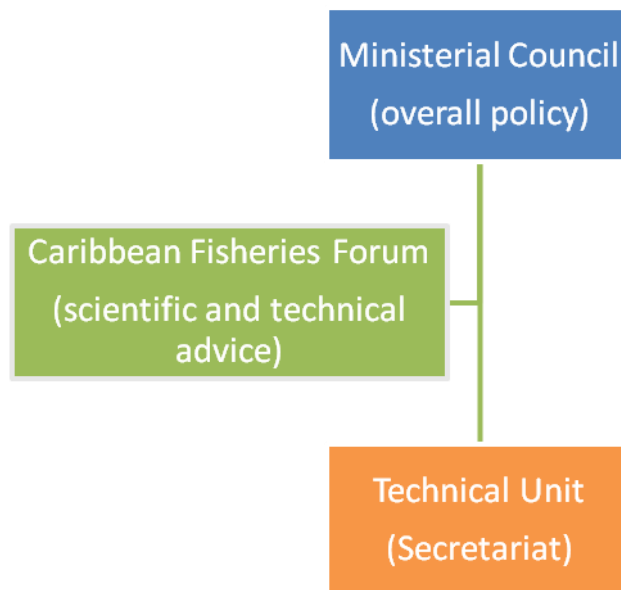 Ministerial Council
(overall policy)
Caribbean Fisheries Forum
(scientific and technical
advice)
Technical Unit
(Secretariat)